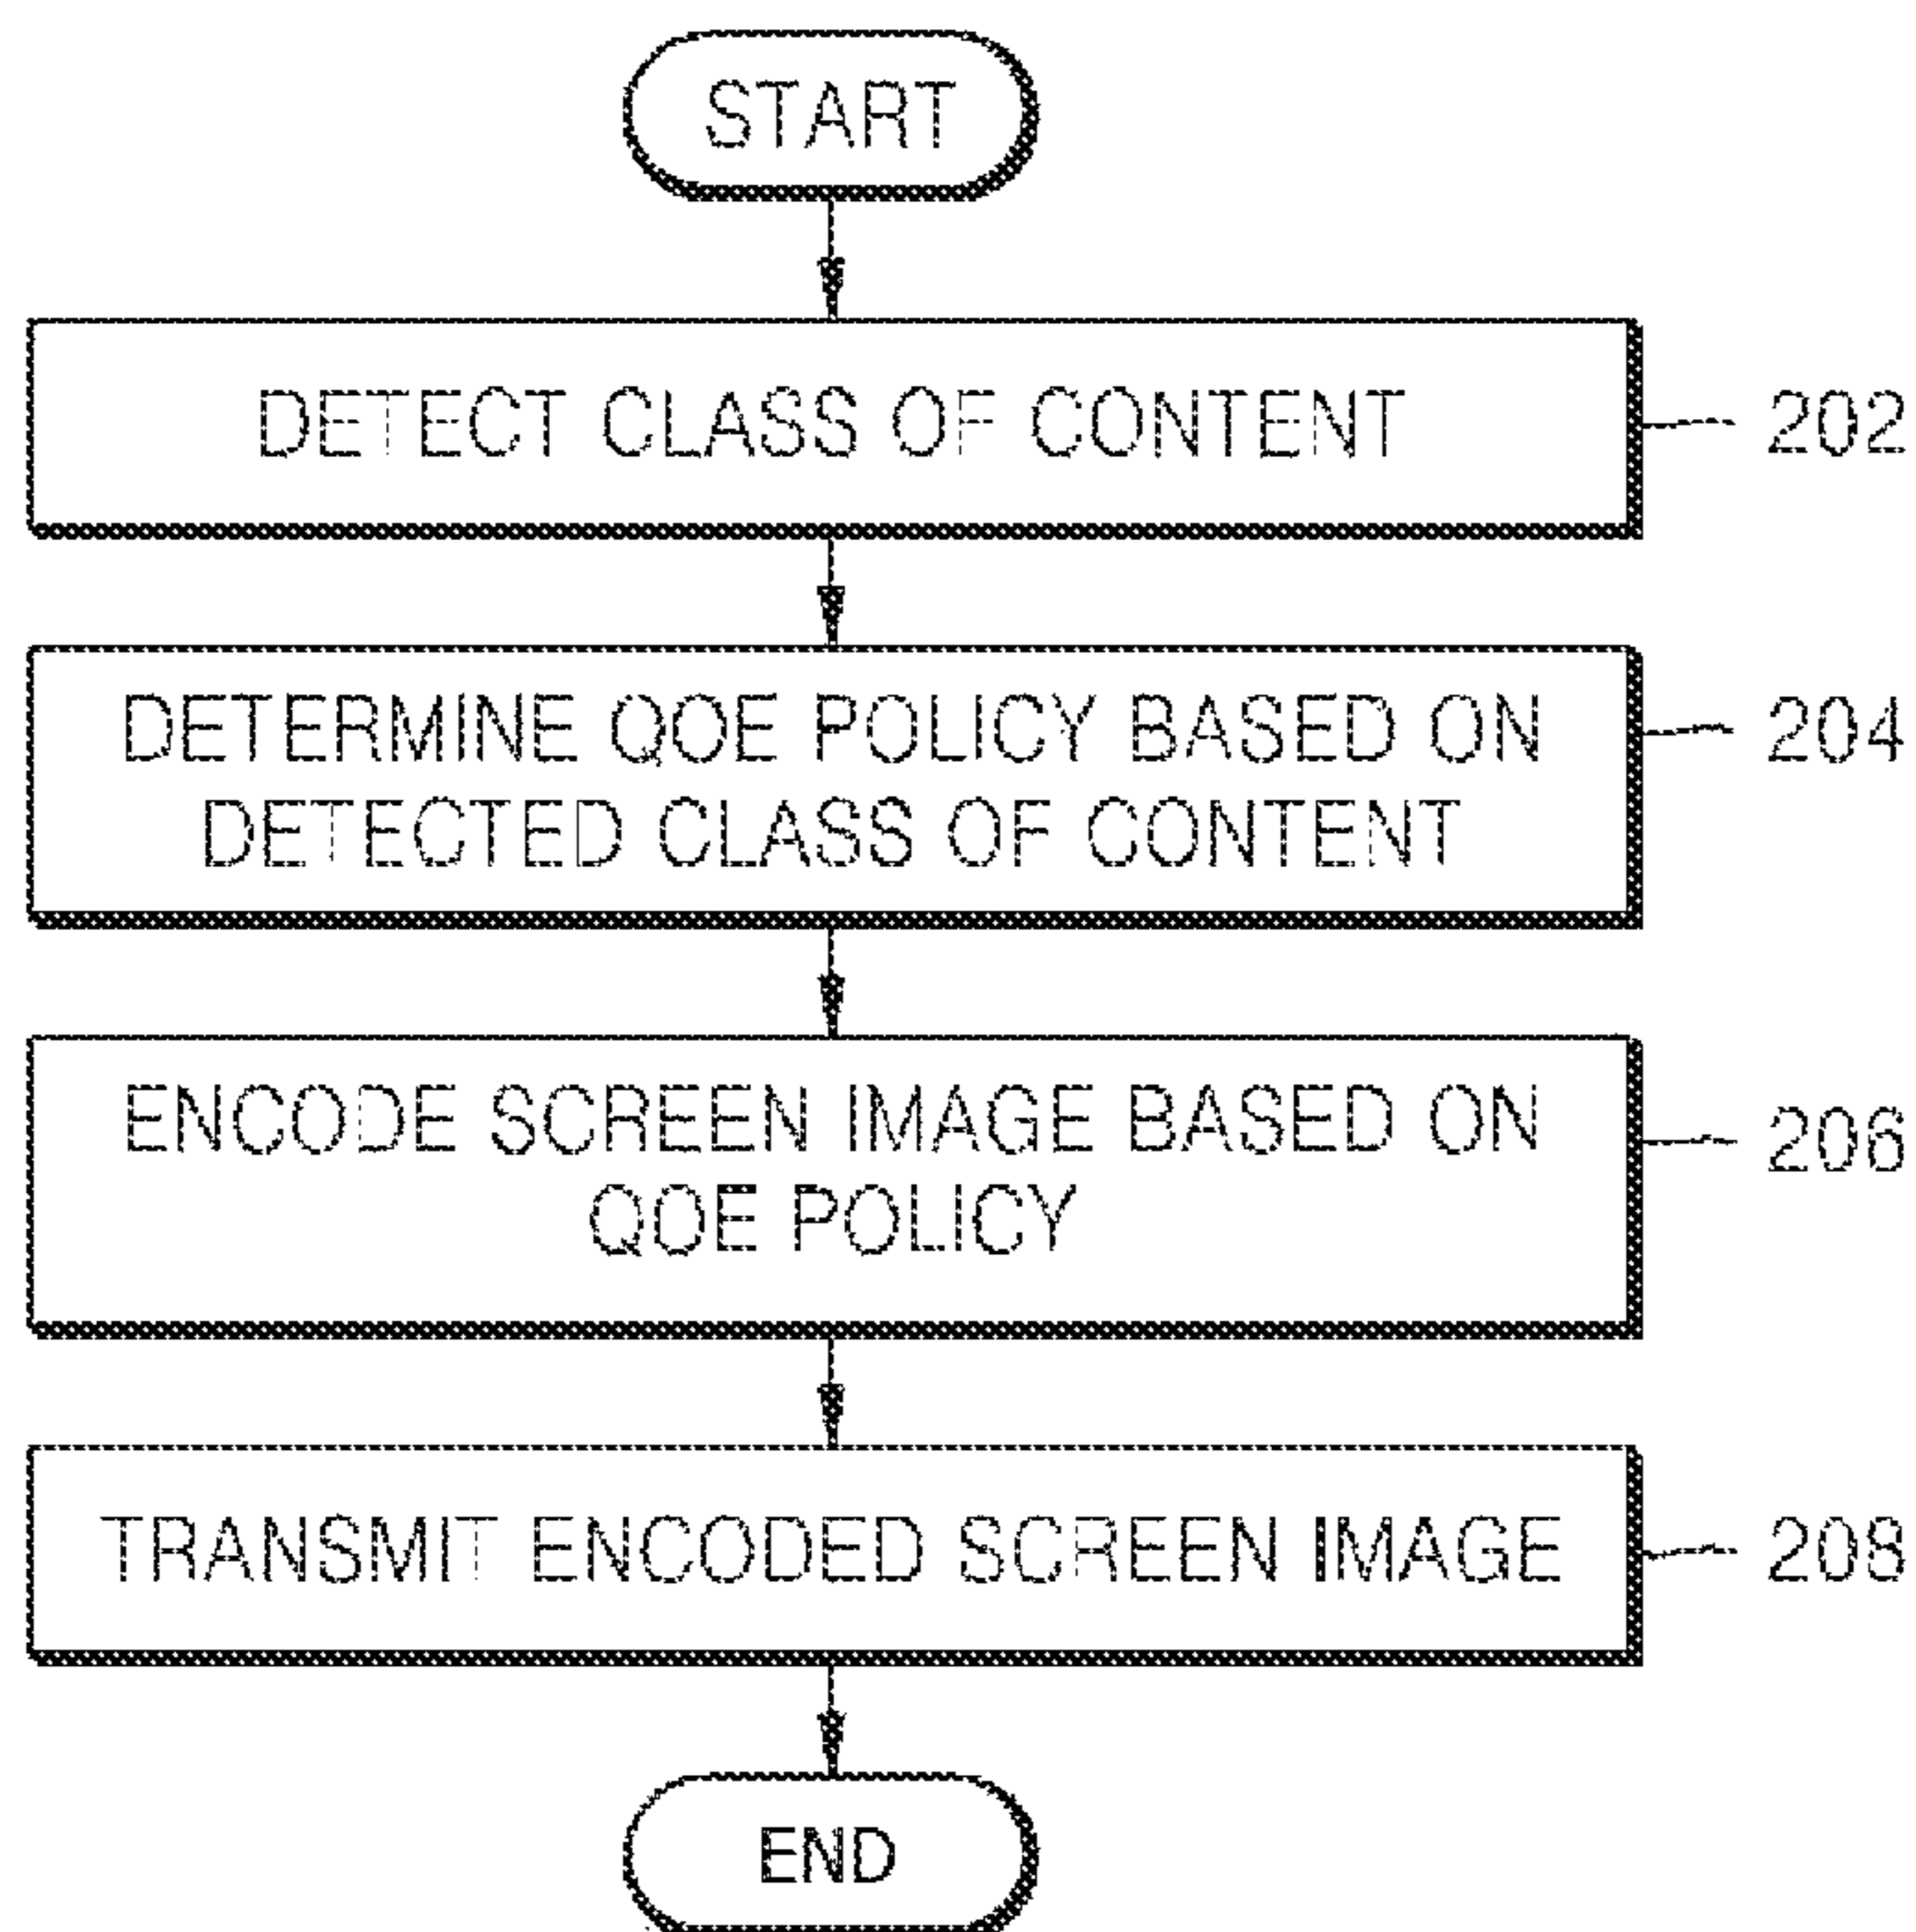 START
DETECT CLASS OF CONTENT
202
DETERMINE QOE POLICY BASED ON
204
DETECTED CLASS OF CONTENT
ENCODE SCREEN IMAGE BASED ON
206
QOE POLICY
TRANSMIT ENCODED SCREEN IMAGE
208
END